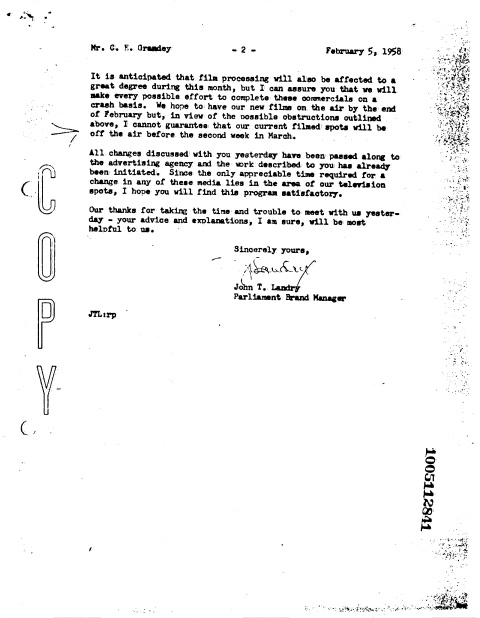 Mr. C. E. Grandey - 2 - February 5, 1958
It is anticipated that film processing will also be affected to a
great degree during this month, but I can assure you that we will
make every possible effort to complete these commercials on a
crash basis. We hope to have our new films on the air by the end
of February but, in view of the possible obstructions outlined
above, I cannot guarantee that our current filmed spots will be
off the air before the second week in March.
All changes discussed with you yesterday have been passed along to
the advertising agency and the work described to you has already
been initiated. Since the only appreciable time required for a
change in any of these media lies in the area of our television
spots, I hope you will find this program satisfactory.
Our thanks for taking the time and trouble to meet with us yester-
day - your advice and explanations, I am sure, will be most
helpful to us.
Sincerely yours,
John T. Landry
Parliament Brand Manager
JTL:rp
COPY
1005112841